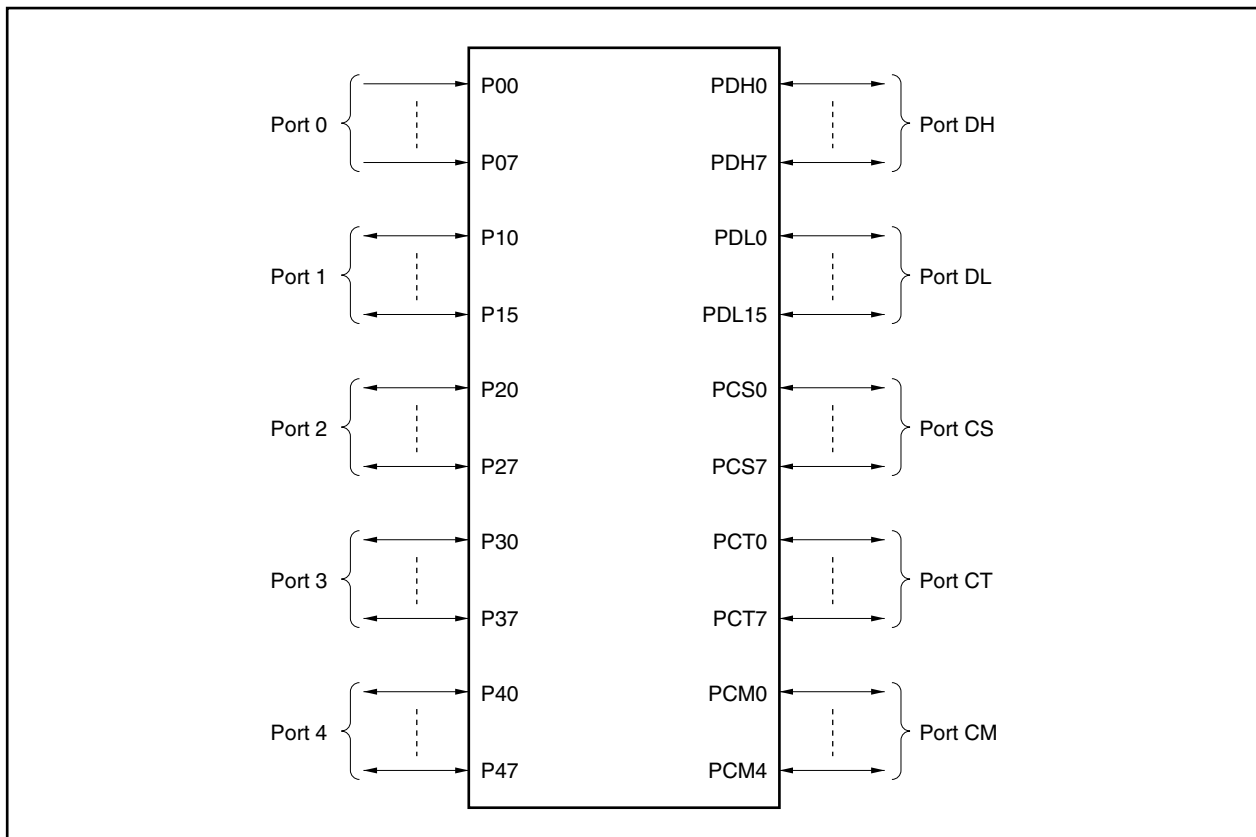 Port 0
P00
P07
Port 1
P10
P15
Port 2
P20
P27
Port 3
P30
P37
Port 4
P40
P47
PDH0
PDH7
Port DH
PDL0
PDL15
Port DL
PCS0
PCS7
Port CS
PCT0
PCT7
Port CT
PCM0
PCM4
Port CM